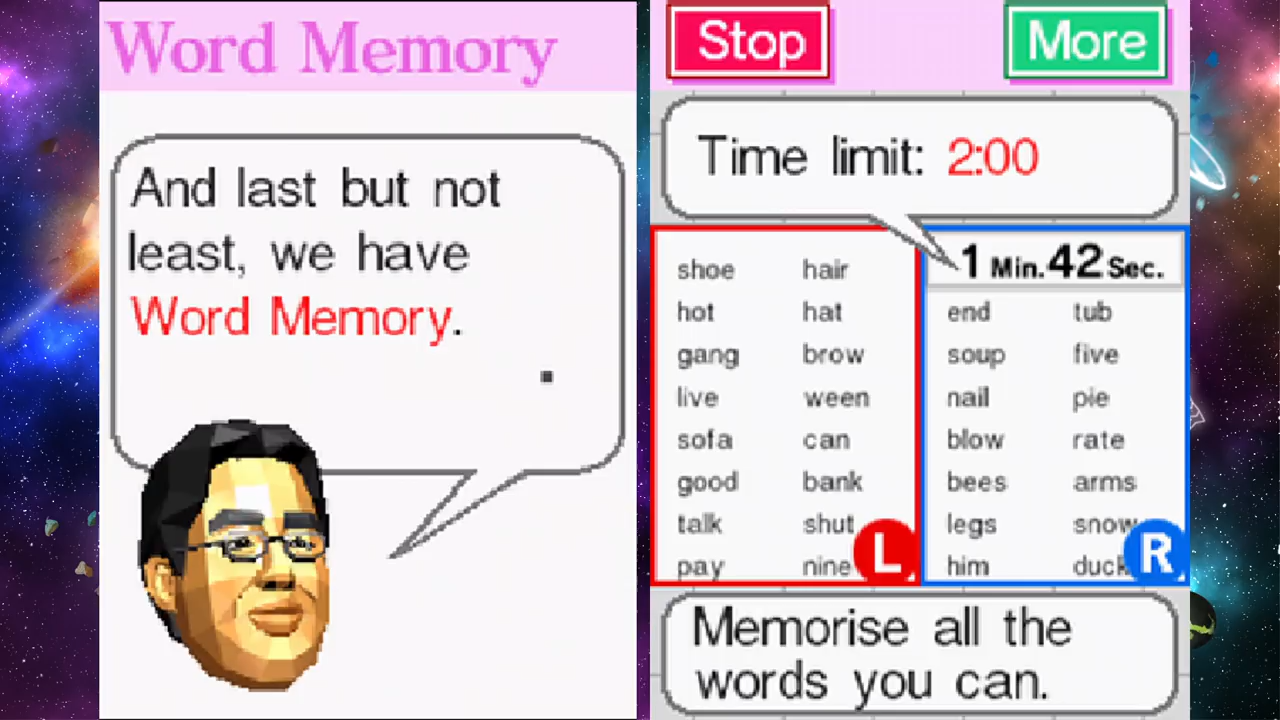 Word Memory
And last but not
least, we have
Word Memory.
Stop More
Time limit: 2:00
1 Min. 42 Sec.
shoe hair
hot hat
gang brow
live ween
sofa can
good bank
talk shut
pay nine
L
end tub
soup five
nail pie
blow rate
bees arms
legs snow
him duck
R
Memorise all the
words you can.